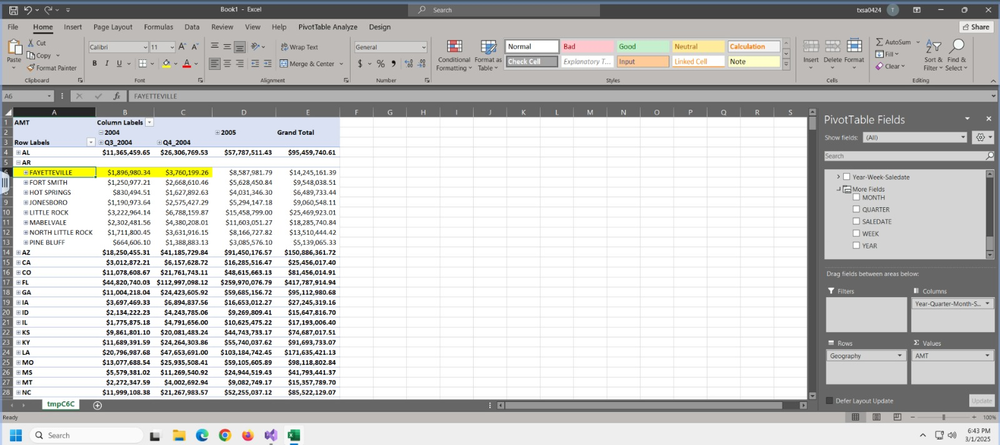 Book1 - Excel
Search
txsa0424
T
File Home Insert Page Layout Formulas Data Review View Help PivotTable Analyze Design
Share
Paste
Cut
Copy
Format Painter
Clipboard
Calibri 11
B I U
Font
Wrap Text
Merge & Center
Alignment
General
$ % 9
Number
Conditional Formatting
Format as Table
Normal Bad Good Neutral Calculation
Check Cell Explanatory T... Input Linked Cell Note
Styles
Insert Delete Format
Cells
AutoSum
Fill
Clear
Sort & Filter
Find & Select
Editing
A6 fx FAYETTEVILLE
A B C D E F G H I J K L M N O P Q R S
1 AMT Column Labels
2 2004 2005 Grand Total
3 Row Labels Q3_2004 Q4_2004
4 AL $11,365,459.65 $26,306,769.53 $57,787,511.43 $95,459,740.61
5 AR
6 FAYETTEVILLE $1,896,980.34 $3,760,199.26 $8,587,981.79 $14,245,161.39
FORT SMITH $1,250,977.21 $2,668,610.46 $5,628,450.84 $9,548,038.51
HOT SPRINGS $830,494.51 $1,627,892.63 $4,031,346.30 $6,489,733.44
9 JONESBORO $1,190,973.64 $2,575,427.29 $5,294,147.18 $9,060,548.11
10 LITTLE ROCK $3,222,964.14 $6,788,159.87 $15,458,799.00 $25,469,923.01
11 MABELVALE $2,302,481.56 $4,380,208.01 $11,603,051.27 $18,285,740.84
12 NORTH LITTLE ROCK $1,711,800.45 $3,631,916.15 $8,166,727.82 $13,510,444.42
13 PINE BLUFF $664,606.10 $1,388,883.13 $3,085,576.10 $5,139,065.33
14 AZ $18,250,455.31 $41,185,729.84 $91,450,176.57 $150,886,361.72
15 CA $3,012,872.21 $6,157,628.72 $16,285,516.47 $25,456,017.40
16 CO $11,078,608.67 $21,761,743.11 $48,615,663.13 $81,456,014.91
17 FL $44,820,740.03 $112,997,098.12 $259,970,076.79 $417,787,914.94
18 GA $11,004,218.04 $24,423,605.92 $59,685,156.72 $95,112,980.68
19 IA $3,697,469.33 $6,894,837.56 $16,653,012.27 $27,245,319.16
20 ID $2,134,222.23 $4,243,785.06 $9,269,809.41 $15,647,816.70
21 IL $1,775,875.18 $4,791,656.00 $10,625,475.22 $17,193,006.40
22 KS $9,861,801.10 $20,081,483.24 $44,743,733.17 $74,687,017.51
23 KY $11,689,391.59 $24,264,303.86 $55,740,037.62 $91,693,733.07
24 LA $20,796,987.68 $47,653,691.00 $103,184,742.45 $171,635,421.13
25 MO $13,077,688.54 $25,935,508.41 $59,105,605.89 $98,118,802.84
26 MS $5,579,381.02 $11,269,540.92 $24,944,519.43 $41,793,441.37
27 MT $2,272,347.59 $4,002,692.94 $9,082,749.17 $15,357,789.70
28 NC $11,999,108.38 $21,267,983.57 $52,255,037.12 $85,522,129.07
PivotTable Fields
Show fields: (All)
Search
Year-Week-Saledate
More Fields
MONTH
QUARTER
SALEDATE
WEEK
YEAR
Drag fields between areas below:
Filters
Columns
Year-Quarter-Month-S...
Rows
Geography
Values
AMT
Defer Layout Update
Update
tmpC6C
Ready
100%
Search
6:43 PM
3/1/2025